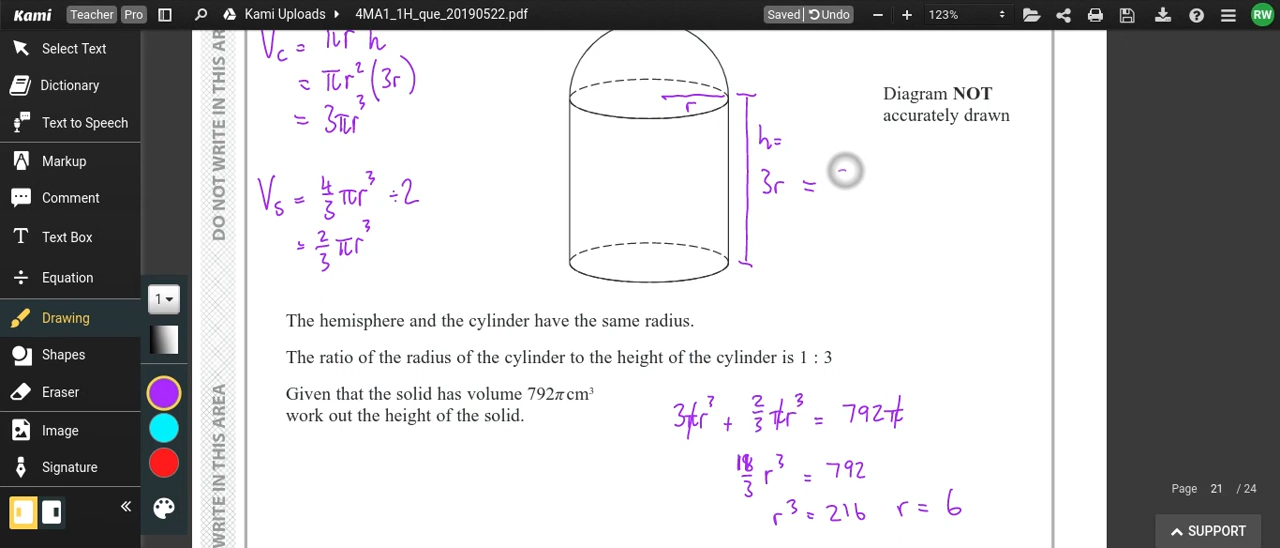 Kami Teacher Pro Kami Uploads > 4MA1_1H_que_20190522.pdf Saved Undo 123% RW
Select Text
Dictionary
Text to Speech
Markup
Comment
Text Box
Equation
Drawing
Shapes
Eraser
Image
Signature
1
«
DO NOT WRITE IN THIS AR
WRITE IN THIS AREA
V_c = πr h
= πr² (3r)
= 3πr³
V_s = 4/3 πr³ ÷2
= 2/3 πr³
r
h=
3r =
Diagram NOT
accurately drawn
The hemisphere and the cylinder have the same radius.
The ratio of the radius of the cylinder to the height of the cylinder is 1 : 3
Given that the solid has volume 792π cm³
work out the height of the solid.
3πr³ + 2/3 πr³ = 792π
r³ = 792
r³ = 216 r = 6
Page 21 / 24
SUPPORT